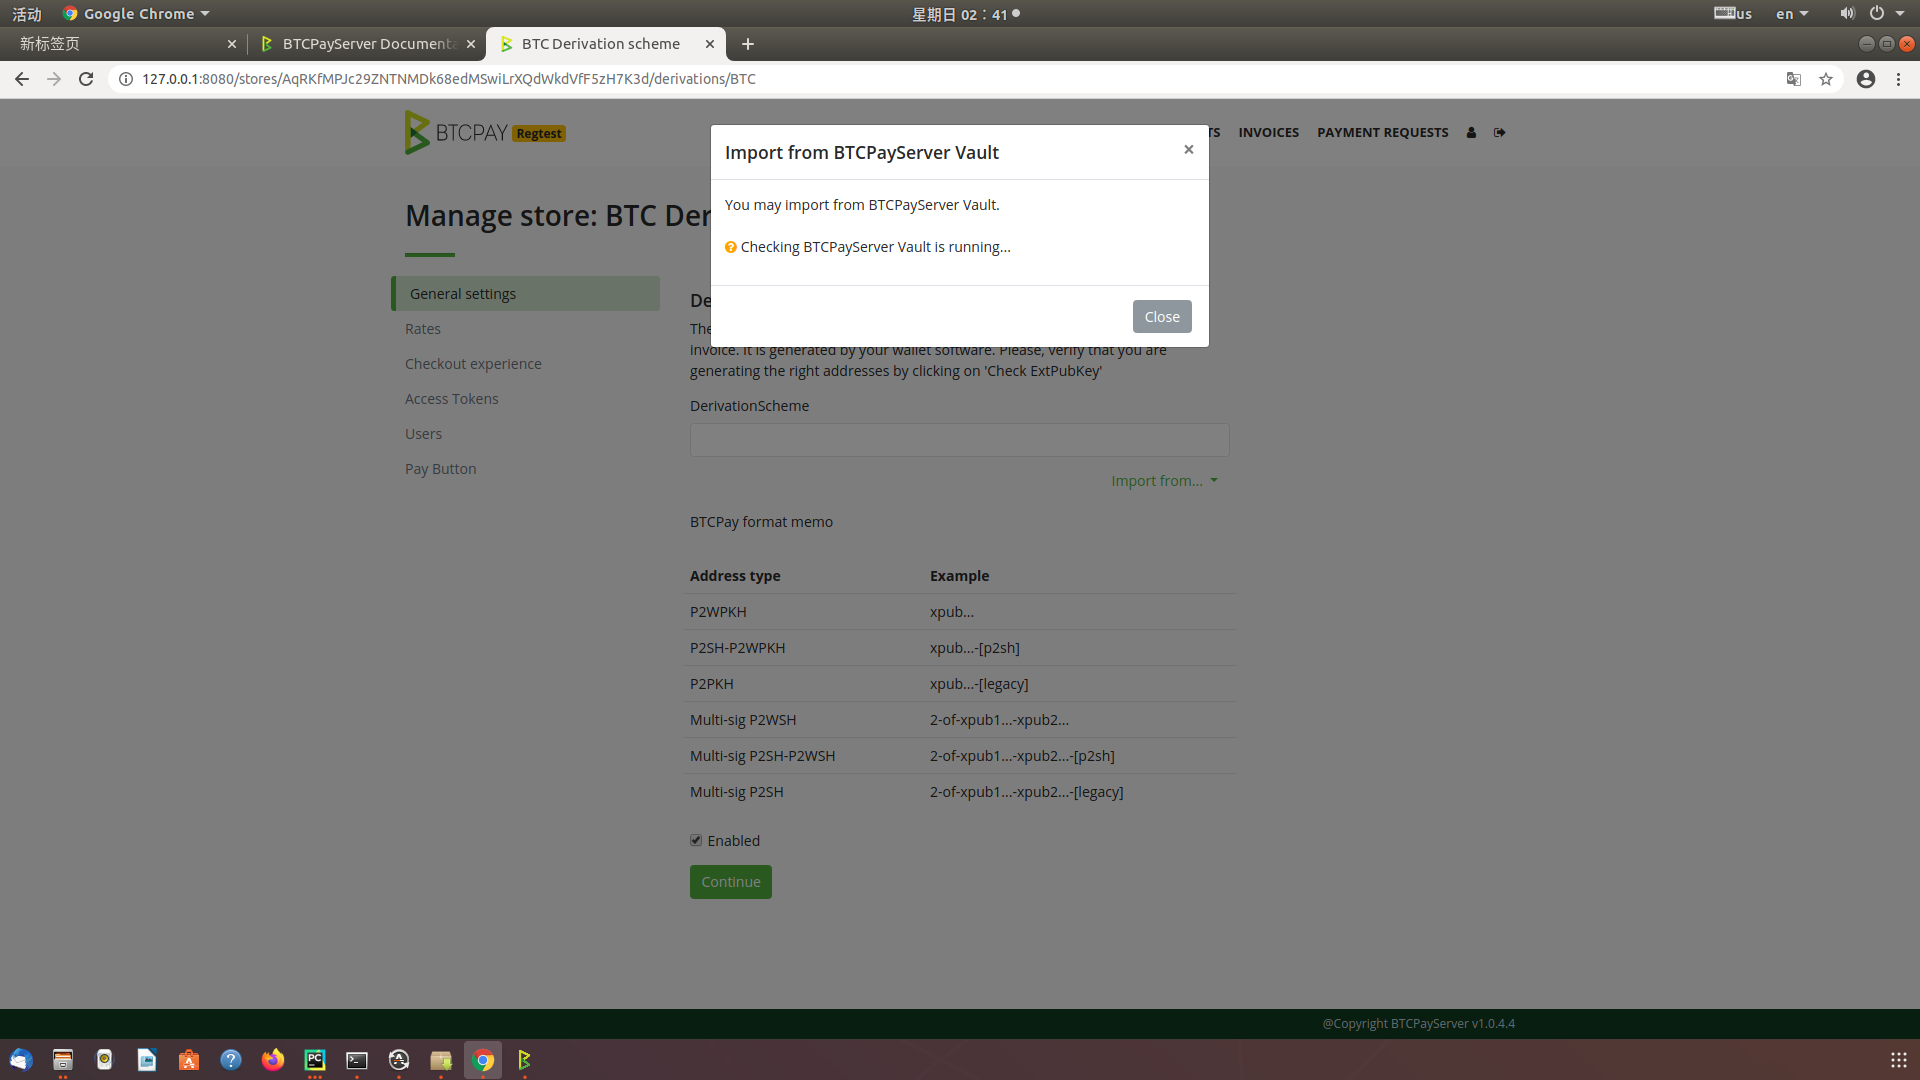 活动
Google Chrome
星期日 02：41
us
en
新标签页
BTCPayServer Documenta
BTC Derivation scheme
127.0.0.1:8080/stores/AqRKfMPJc29ZNTNMDk68edMSwiLrXQdWkdVfF5zH7K3d/derivations/BTC
BTCPAY Regtest
TS
INVOICES
PAYMENT REQUESTS
Import from BTCPayServer Vault
×
You may import from BTCPayServer Vault.
Checking BTCPayServer Vault is running...
Close
Manage store: BTC Der
General settings
Rates
Checkout experience
Access Tokens
Users
Pay Button
De
The
invoice. It is generated by your wallet software. Please, verify that you are
generating the right addresses by clicking on 'Check ExtPubKey'
DerivationScheme
Import from...
BTCPay format memo
Address type Example
P2WPKH xpub...
P2SH-P2WPKH xpub...-[p2sh]
P2PKH xpub...-[legacy]
Multi-sig P2WSH 2-of-xpub1...-xpub2...
Multi-sig P2SH-P2WSH 2-of-xpub1...-xpub2...-[p2sh]
Multi-sig P2SH 2-of-xpub1...-xpub2...-[legacy]
Enabled
Continue
@Copyright BTCPayServer v1.0.4.4
PC